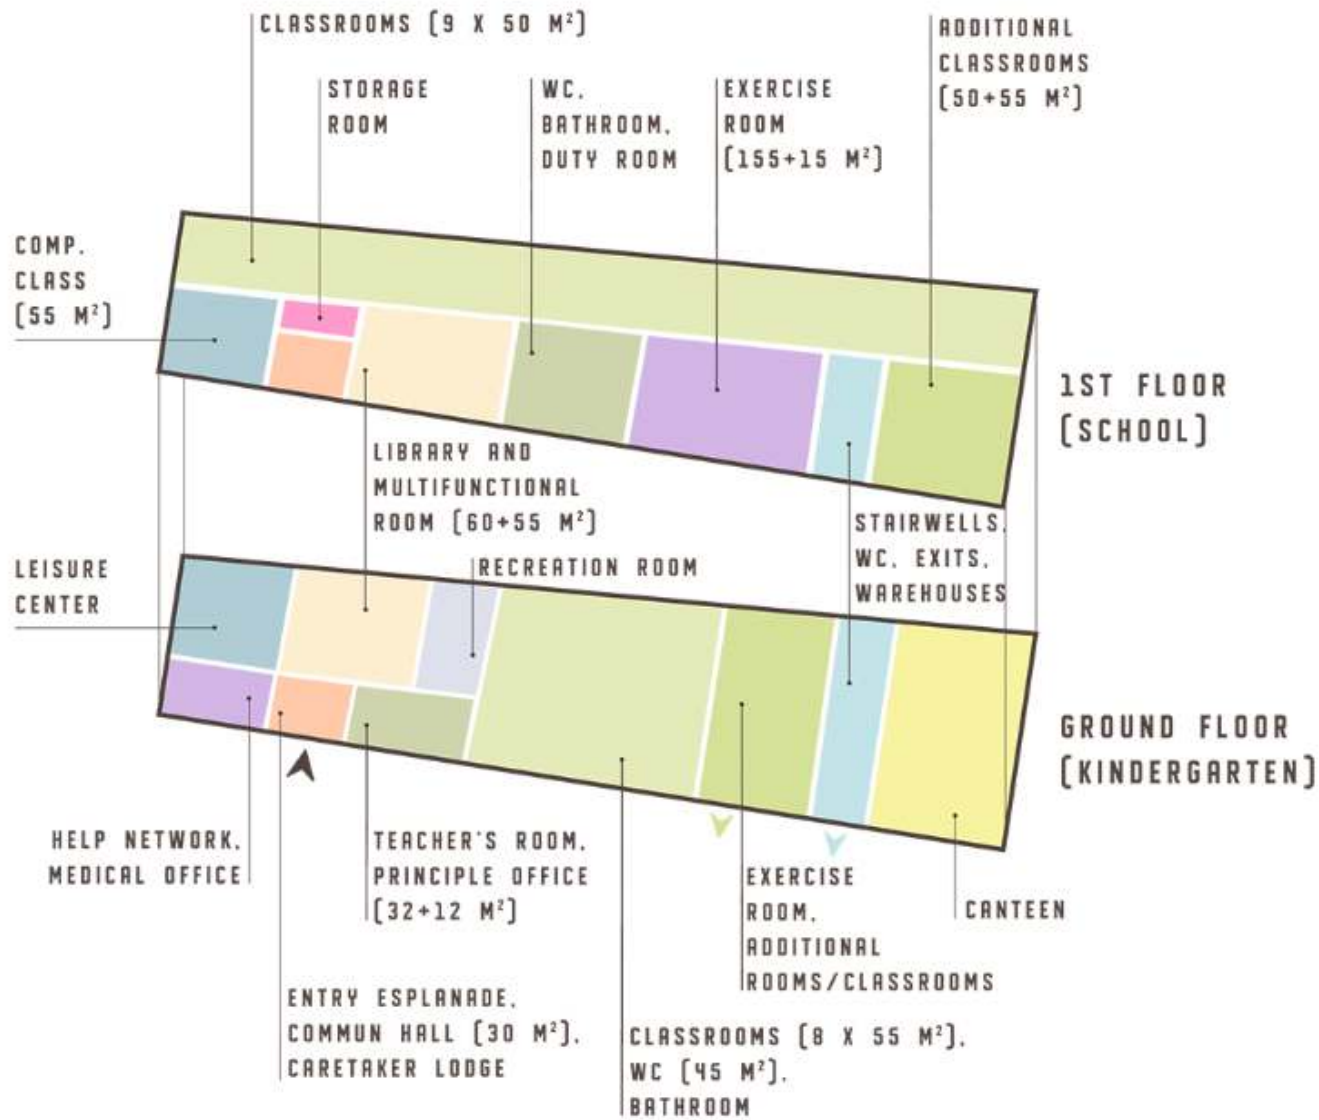 CLASSROOMS (9 X 50 M²)
STORAGE
ROOM
WC,
BATHROOM,
DUTY ROOM
EXERCISE
ROOM
(155+15 M²)
ADDITIONAL
CLASSROOMS
(50+55 M²)
COMP.
CLASS
(55 M²)
1ST FLOOR
(SCHOOL)
LIBRARY AND
MULTIFUNCTIONAL
ROOM (60+55 M²)
STAIRWELLS,
WC, EXITS,
WAREHOUSES
LEISURE
CENTER
RECREATION ROOM
GROUND FLOOR
(KINDERGARTEN)
HELP NETWORK,
MEDICAL OFFICE
TEACHER'S ROOM,
PRINCIPLE OFFICE
(32+12 M²)
EXERCISE
ROOM,
ADDITIONAL
ROOMS/CLASSROOMS
CANTEEN
ENTRY ESPLANADE,
COMMUN HALL (30 M²),
CARETAKER LODGE
CLASSROOMS (8 X 55 M²),
WC (45 M²),
BATHROOM